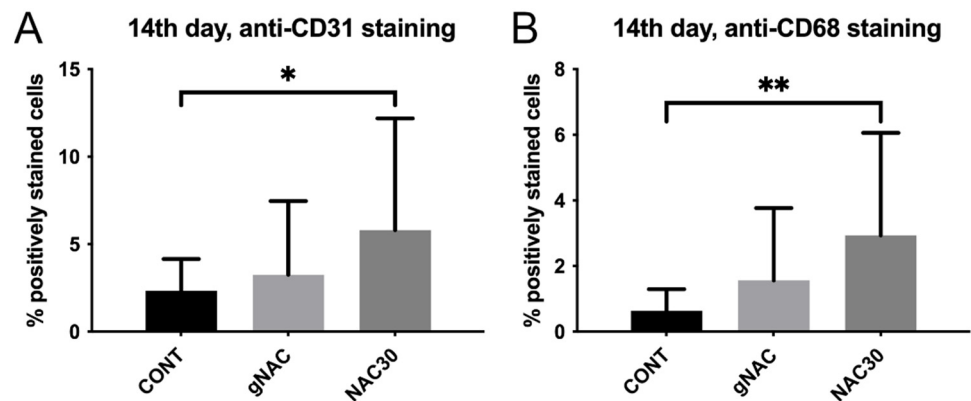 A
14th day, anti-CD31 staining
% positively stained cells
15
10
5
0
*
CONT
gNAC
NAC30
B
14th day, anti-CD68 staining
% positively stained cells
8
6
4
2
0
**
CONT
gNAC
NAC30